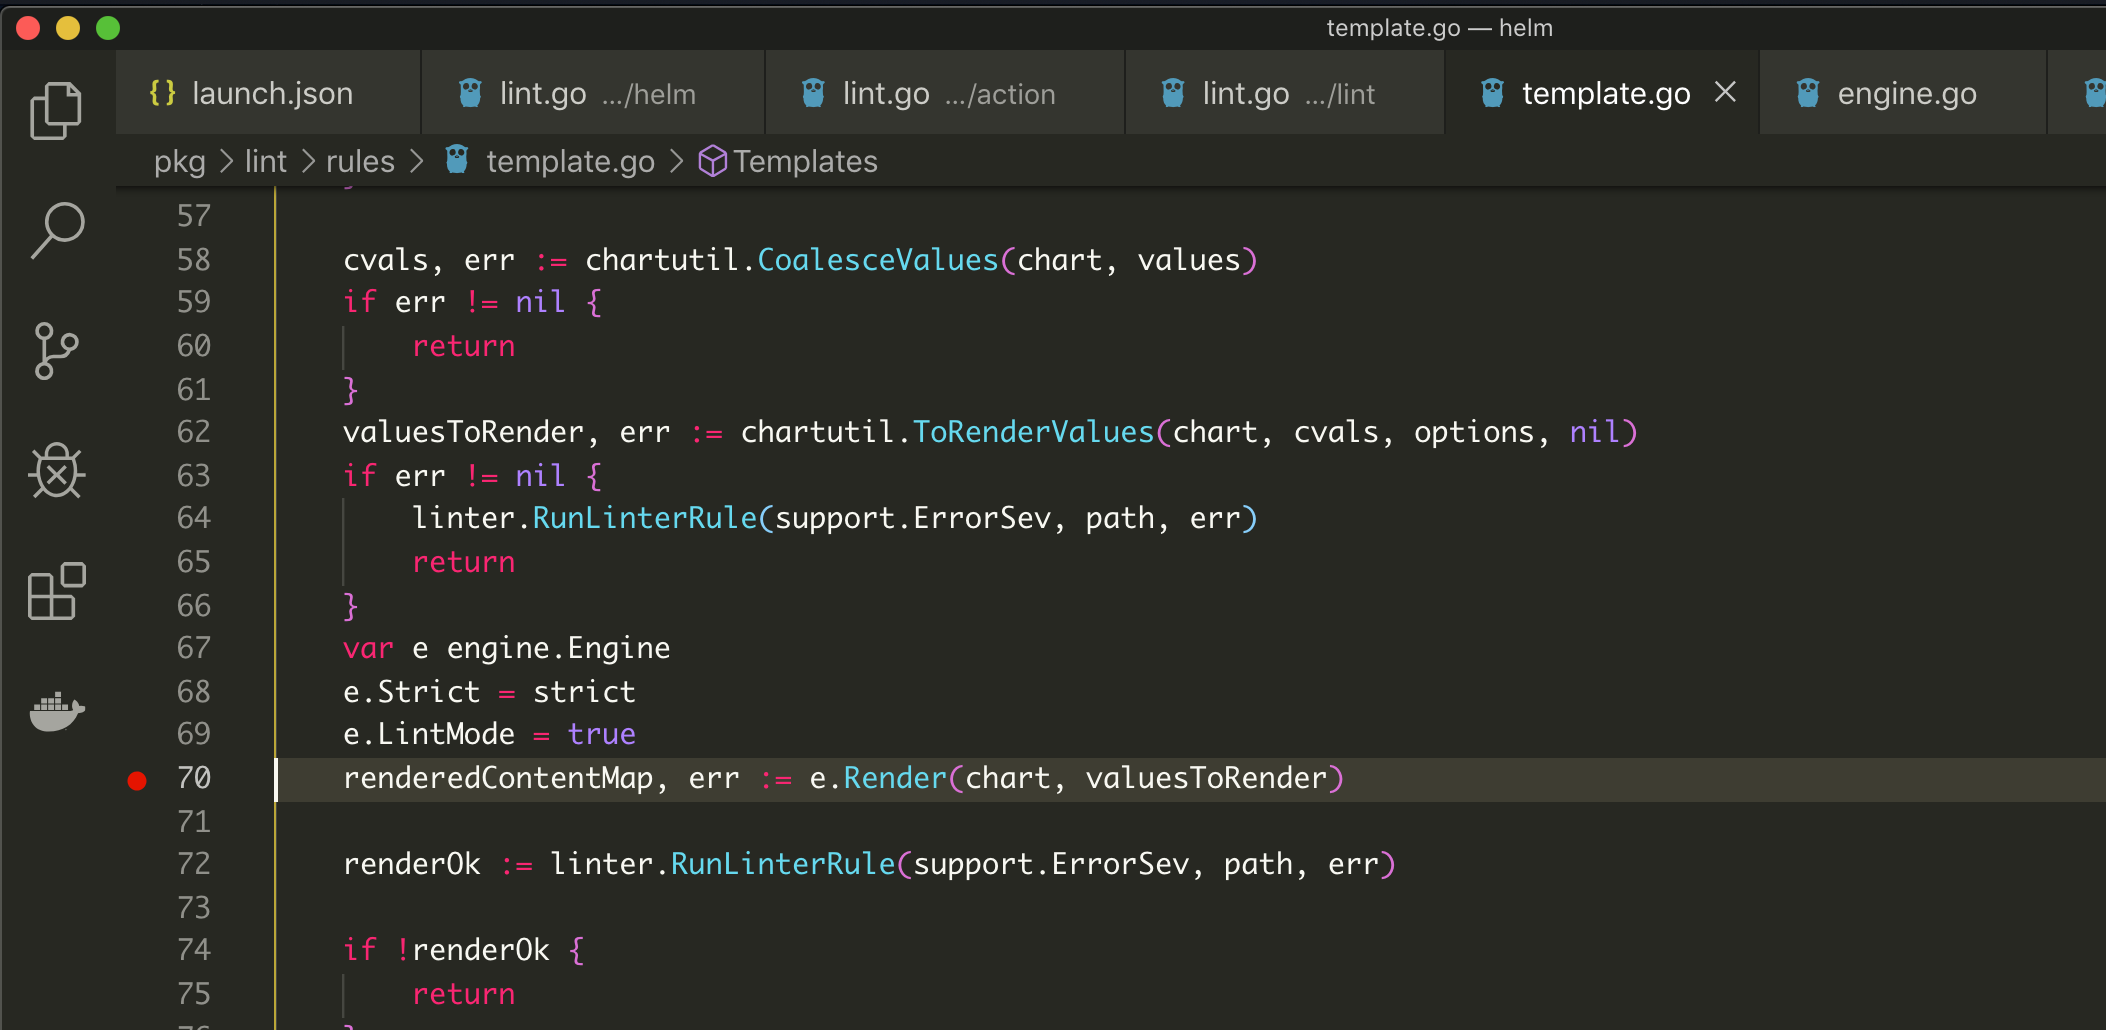 template.go — helm
{} launch.json lint.go .../helm lint.go .../action lint.go .../lint template.go engine.go
pkg > lint > rules > template.go > Templates
57
58 cvals, err := chartutil.CoalesceValues(chart, values)
59 if err != nil {
60 return
61 }
62 valuesToRender, err := chartutil.ToRenderValues(chart, cvals, options, nil)
63 if err != nil {
64 linter.RunLinterRule(support.ErrorSev, path, err)
65 return
66 }
67 var e engine.Engine
68 e.Strict = strict
69 e.LintMode = true
70 renderedContentMap, err := e.Render(chart, valuesToRender)
71
72 renderOk := linter.RunLinterRule(support.ErrorSev, path, err)
73
74 if !renderOk {
75 return